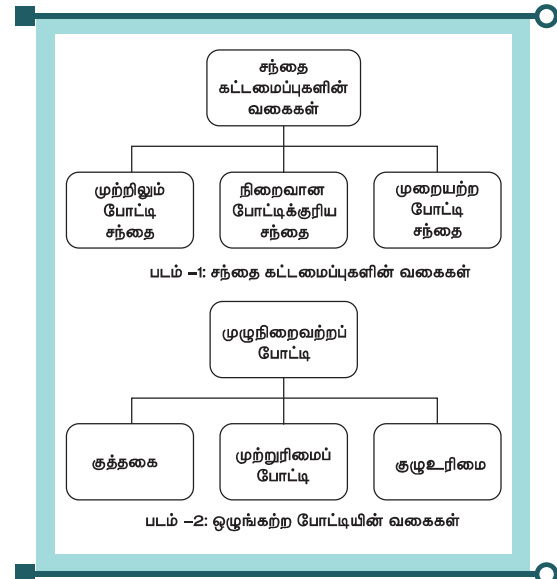 சந்தை
கட்டமைப்புகளின்
வகைகள்
முற்றிலும்
போட்டி
சந்தை
நிறைவான
போட்டிக்குரிய
சந்தை
முறையற்ற
போட்டி
சந்தை
படம் –1: சந்தை கட்டமைப்புகளின் வகைகள்
முழுநிறைவற்றப்
போட்டி
குத்தகை
முற்றுரிமைப்
போட்டி
குழுஉரிமை
படம் –2: ஒழுங்கற்ற போட்டியின் வகைகள்